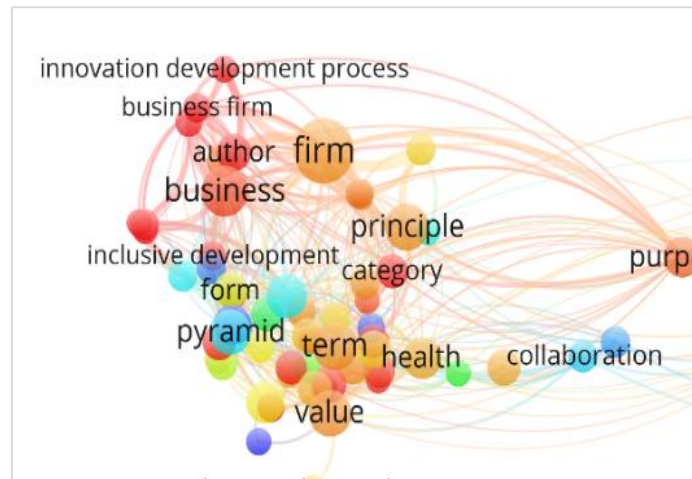 innovation development process
business firm
author
firm
business
principle
inclusive development
purp
category
form
pyramid
term
health
collaboration
value